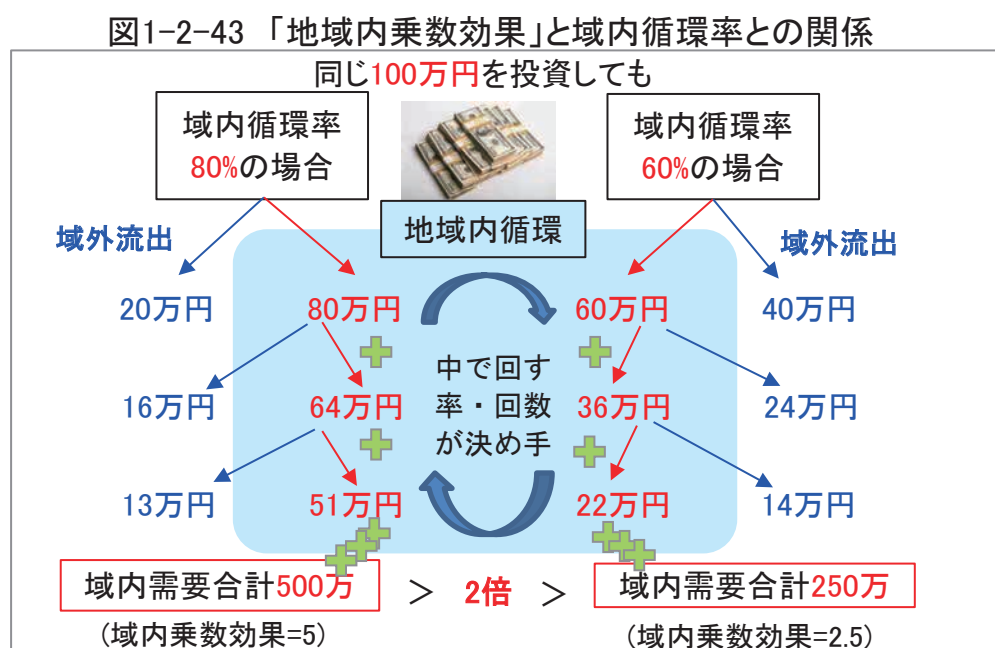 図1-2-43 「地域内乗数効果」と域内循環率との関係
同じ100万円を投資しても
域内循環率
80%の場合
域内循環率
60%の場合
地域内循環
域外流出
域外流出
20万円
80万円
60万円
40万円
中で回す
率・回数
が決め手
16万円
64万円
36万円
24万円
13万円
51万円
22万円
14万円
域内需要合計500万
> 2倍 >
域内需要合計250万
(域内乗数効果=5)
(域内乗数効果=2.5)